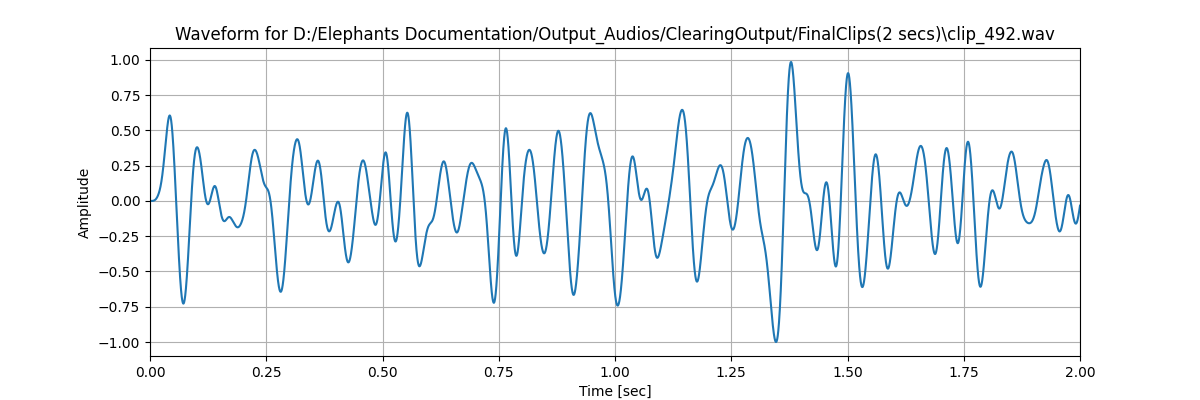 Waveform for D:/Elephants Documentation/Output_Audios/ClearingOutput/FinalClips(2 secs)\clip_492.wav
1.00
0.75
0.50
0.25
0.00
−0.25
−0.50
−0.75
−1.00
Amplitude
0.00 0.25 0.50 0.75 1.00 1.25 1.50 1.75 2.00
Time [sec]